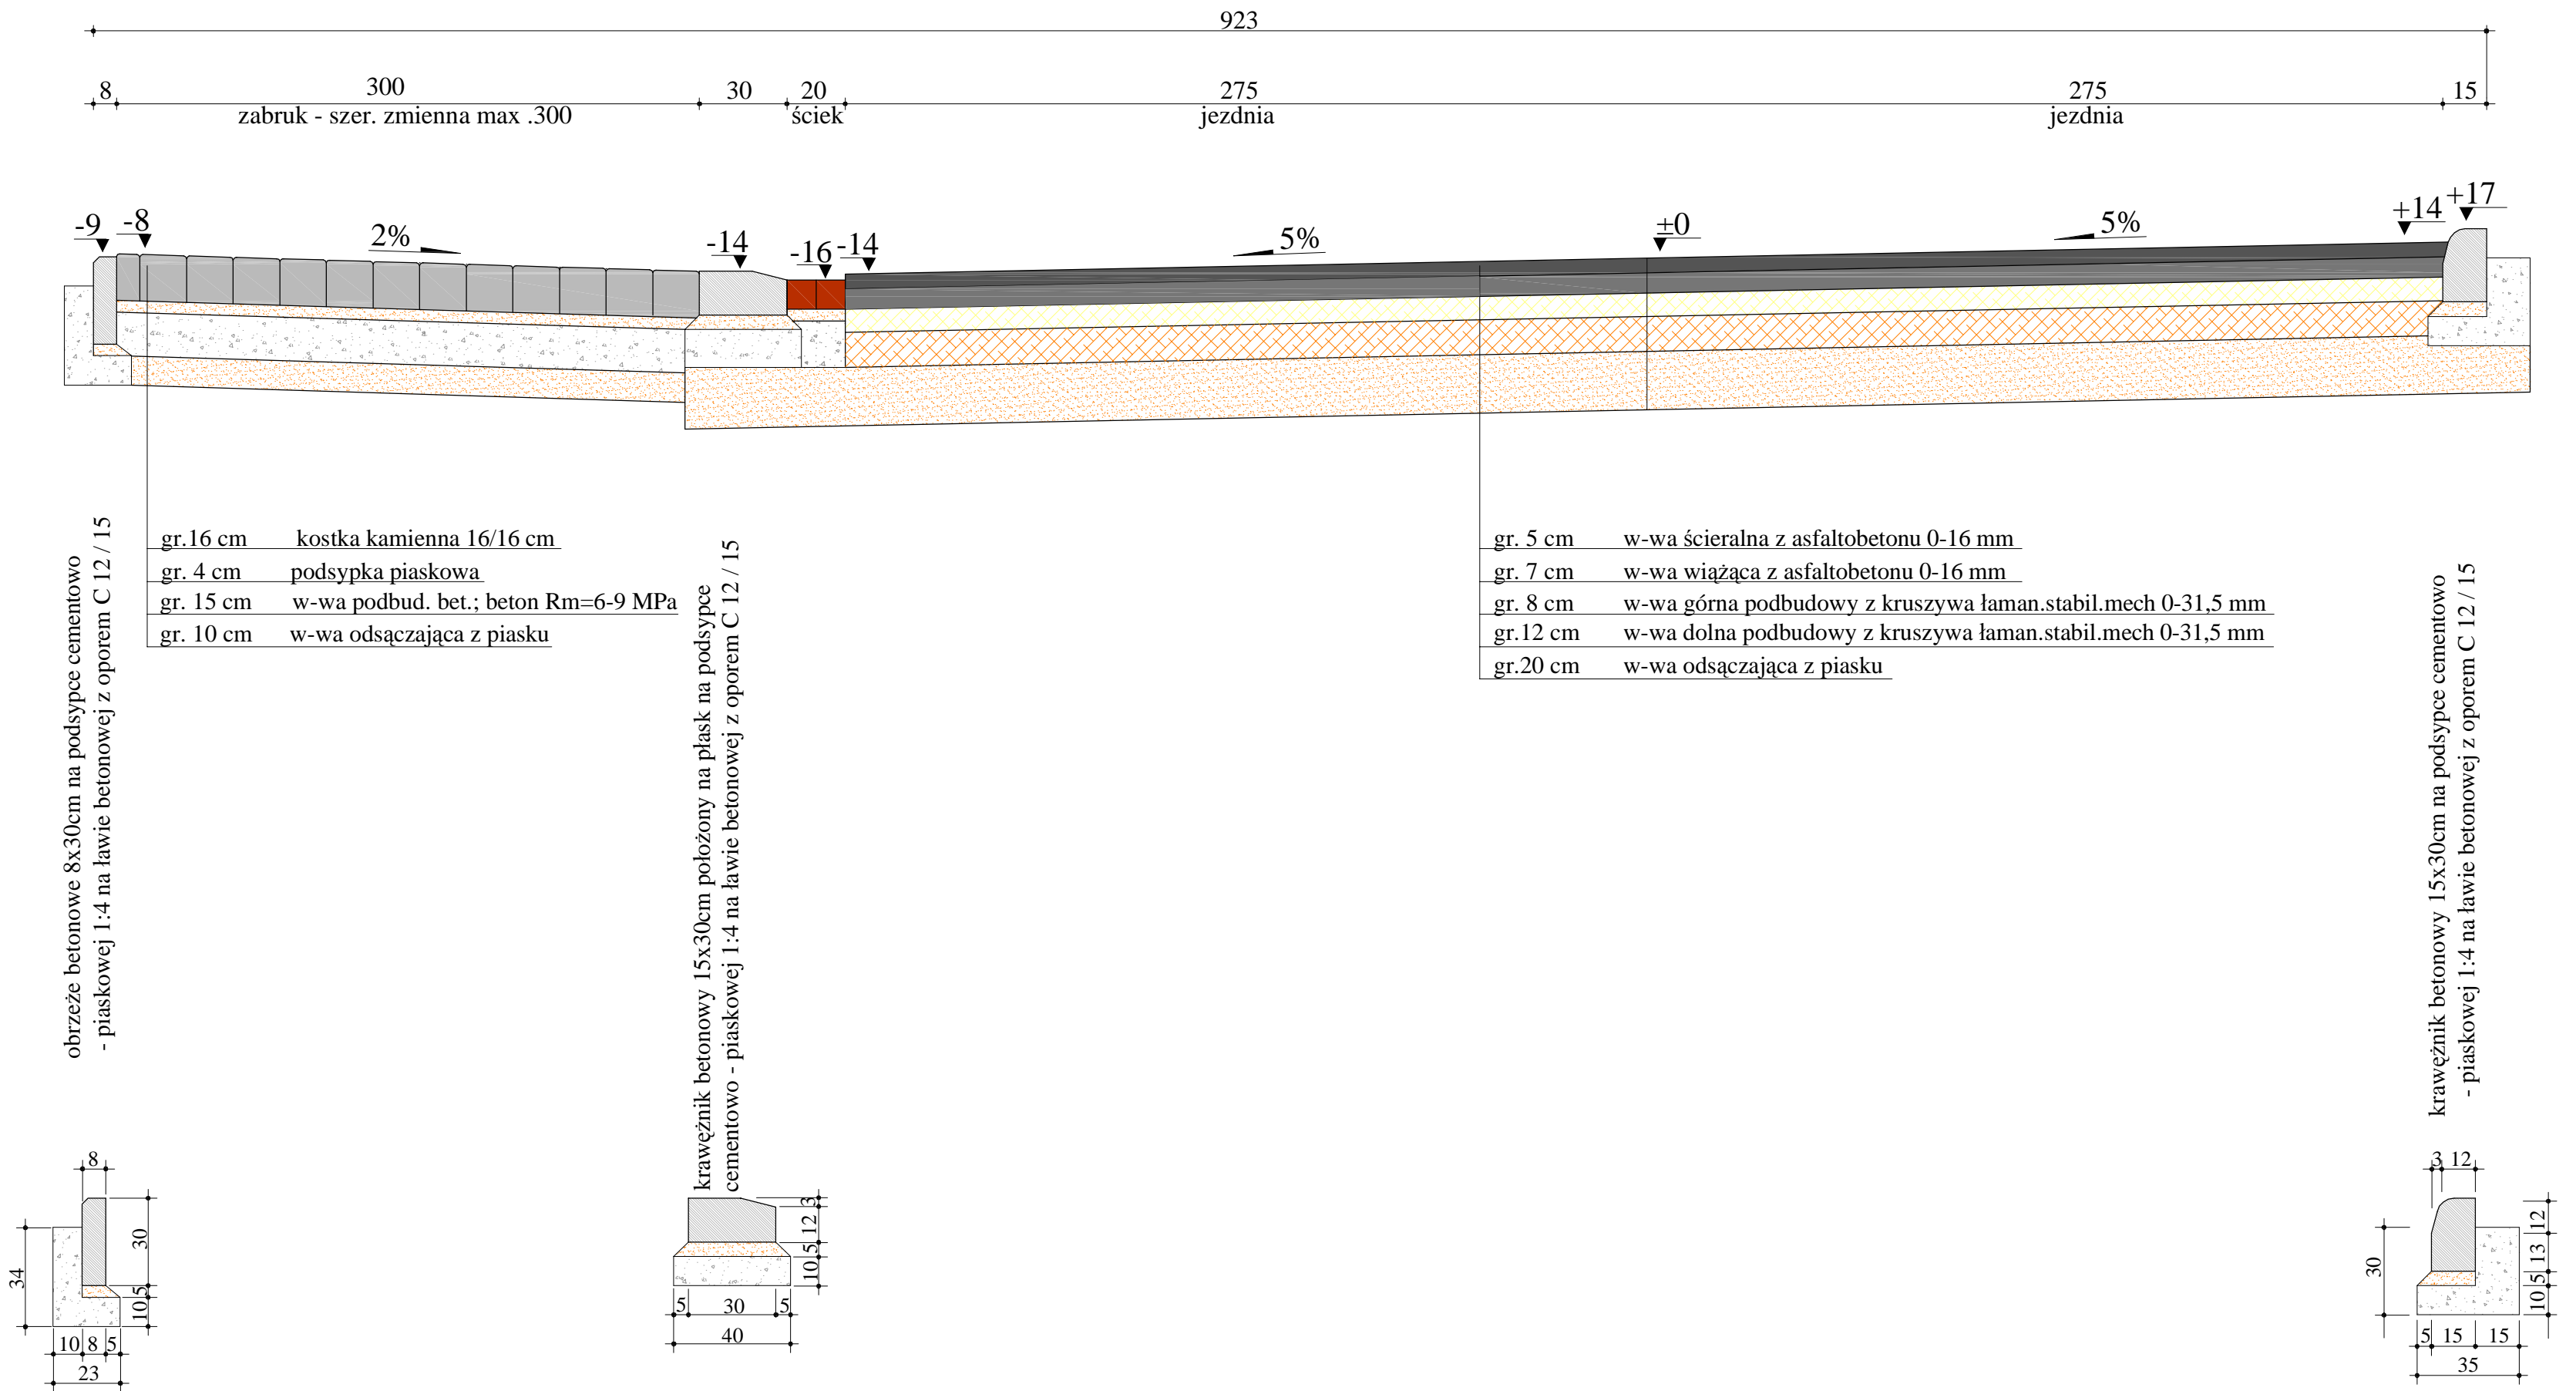 923
8
300
30
20
275
275
15
zabruk - szer. zmienna max .300
ściek
jezdnia
jezdnia
-9
-8
2%
-14
-16
-14
5%
±0
5%
+14
+17
gr.16 cm kostka kamienna 16/16 cm
gr. 4 cm podsypka piaskowa
gr. 15 cm w-wa podbud. bet.; beton Rm=6-9 MPa
gr. 10 cm w-wa odsączająca z piasku
gr. 5 cm w-wa ścieralna z asfaltobetonu 0-16 mm
gr. 7 cm w-wa wiążąca z asfaltobetonu 0-16 mm
gr. 8 cm w-wa górna podbudowy z kruszywa łaman.stabil.mech 0-31,5 mm
gr.12 cm w-wa dolna podbudowy z kruszywa łaman.stabil.mech 0-31,5 mm
gr.20 cm w-wa odsączająca z piasku
obrzeże betonowe 8x30cm na podsypce cementowo
- piaskowej 1:4 na ławie betonowej z oporem C 12 / 15
krawężnik betonowy 15x30cm położony na płask na podsypce
cementowo - piaskowej 1:4 na ławie betonowej z oporem C 12 / 15
krawężnik betonowy 15x30cm na podsypce cementowo
- piaskowej 1:4 na ławie betonowej z oporem C 12 / 15
8
30
5
10
34
10
8
5
23
3
12
5
10
5
30
5
40
3
12
12
13
5
10
30
5
15
15
35